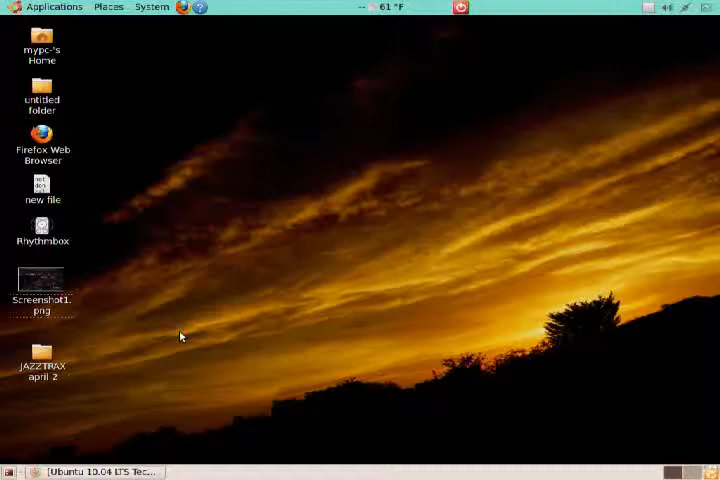 Applications Places System
-- 61 °F
mypc-'s
Home
untitled
folder
Firefox Web
Browser
new file
Rhythmbox
Screenshot1.
png
JAZZTRAX
april 2
[Ubuntu 10.04 LTS Tec...